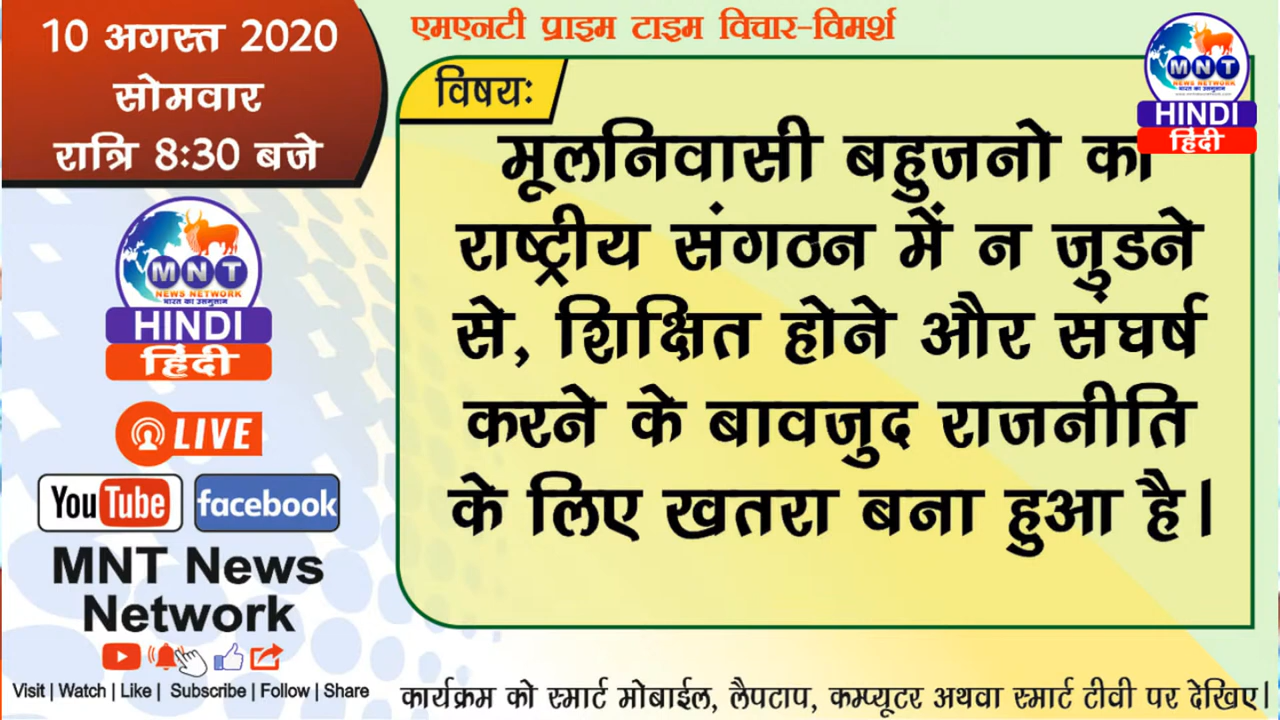 10 अगस्त 2020
सोमवार
रात्रि 8:30 बजे
एमएनटी प्राइम टाइम विचार-विमर्श
MNT
HINDI
हिंदी
विषय:
मूलनिवासी बहुजनो का
राष्ट्रीय संगठन में न जुडने
से, शिक्षित होने और संघर्ष
करने के बावजुद राजनीति
के लिए खतरा बना हुआ है।
MNT
NEWS NETWORK
HINDI
हिंदी
LIVE
YouTube facebook
MNT News
Network
Visit | Watch | Like | Subscribe | Follow | Share
कार्यक्रम को स्मार्ट मोबाईल, लैपटाप, कम्प्यूटर अथवा स्मार्ट टीवी पर देखिए।